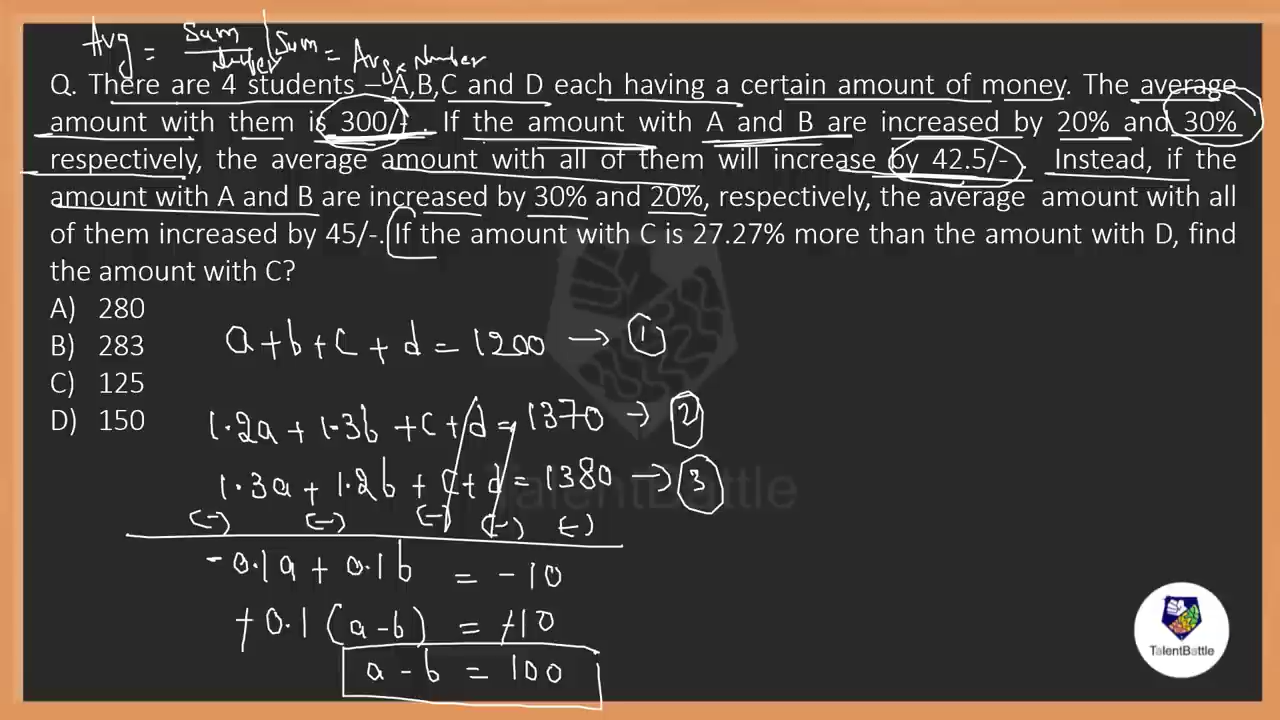 Avg = Sum / Number | Sum = Avg × Number
Q. There are 4 students – A,B,C and D each having a certain amount of money. The average
amount with them is 300/- . If the amount with A and B are increased by 20% and 30%
respectively, the average amount with all of them will increase by 42.5/- . Instead, if the
amount with A and B are increased by 30% and 20%, respectively, the average amount with all
of them increased by 45/-. If the amount with C is 27.27% more than the amount with D, find
the amount with C?
A) 280
B) 283
C) 125
D) 150
a+b+c+d = 1200 → ①
1.2a + 1.3b + c + d = 1370 → ②
1.3a + 1.2b + c + d = 1380 → ③
(-) (-) (-) (-) (-)
-0.1a + 0.1b = -10
+0.1 (a-b) = +10
a - b = 100
TalentBattle
TalentBattle